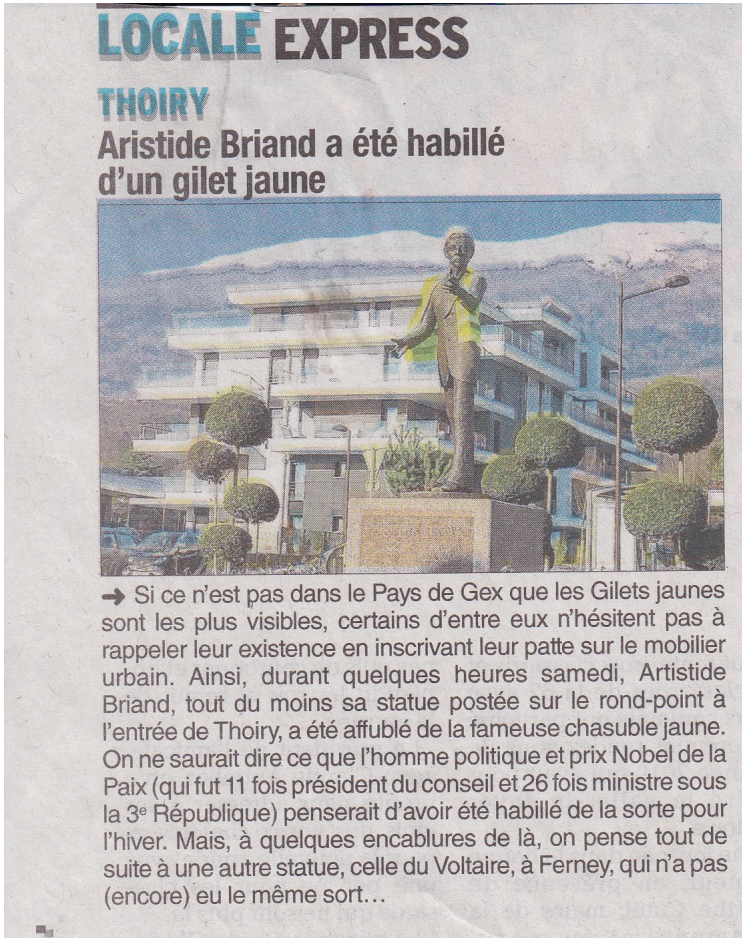 LOCALE EXPRESS
THOIRY
Aristide Briand a été habillé
d'un gilet jaune
➔ Si ce n'est pas dans le Pays de Gex que les Gilets jaunes
sont les plus visibles, certains d'entre eux n'hésitent pas à
rappeler leur existence en inscrivant leur patte sur le mobilier
urbain. Ainsi, durant quelques heures samedi, Artistide
Briand, tout du moins sa statue postée sur le rond-point à
l'entrée de Thoiry, a été affublé de la fameuse chasuble jaune.
On ne saurait dire ce que l'homme politique et prix Nobel de la
Paix (qui fut 11 fois président du conseil et 26 fois ministre sous
la 3e République) penserait d'avoir été habillé de la sorte pour
l'hiver. Mais, à quelques encablures de là, on pense tout de
suite à une autre statue, celle du Voltaire, à Ferney, qui n'a pas
(encore) eu le même sort...